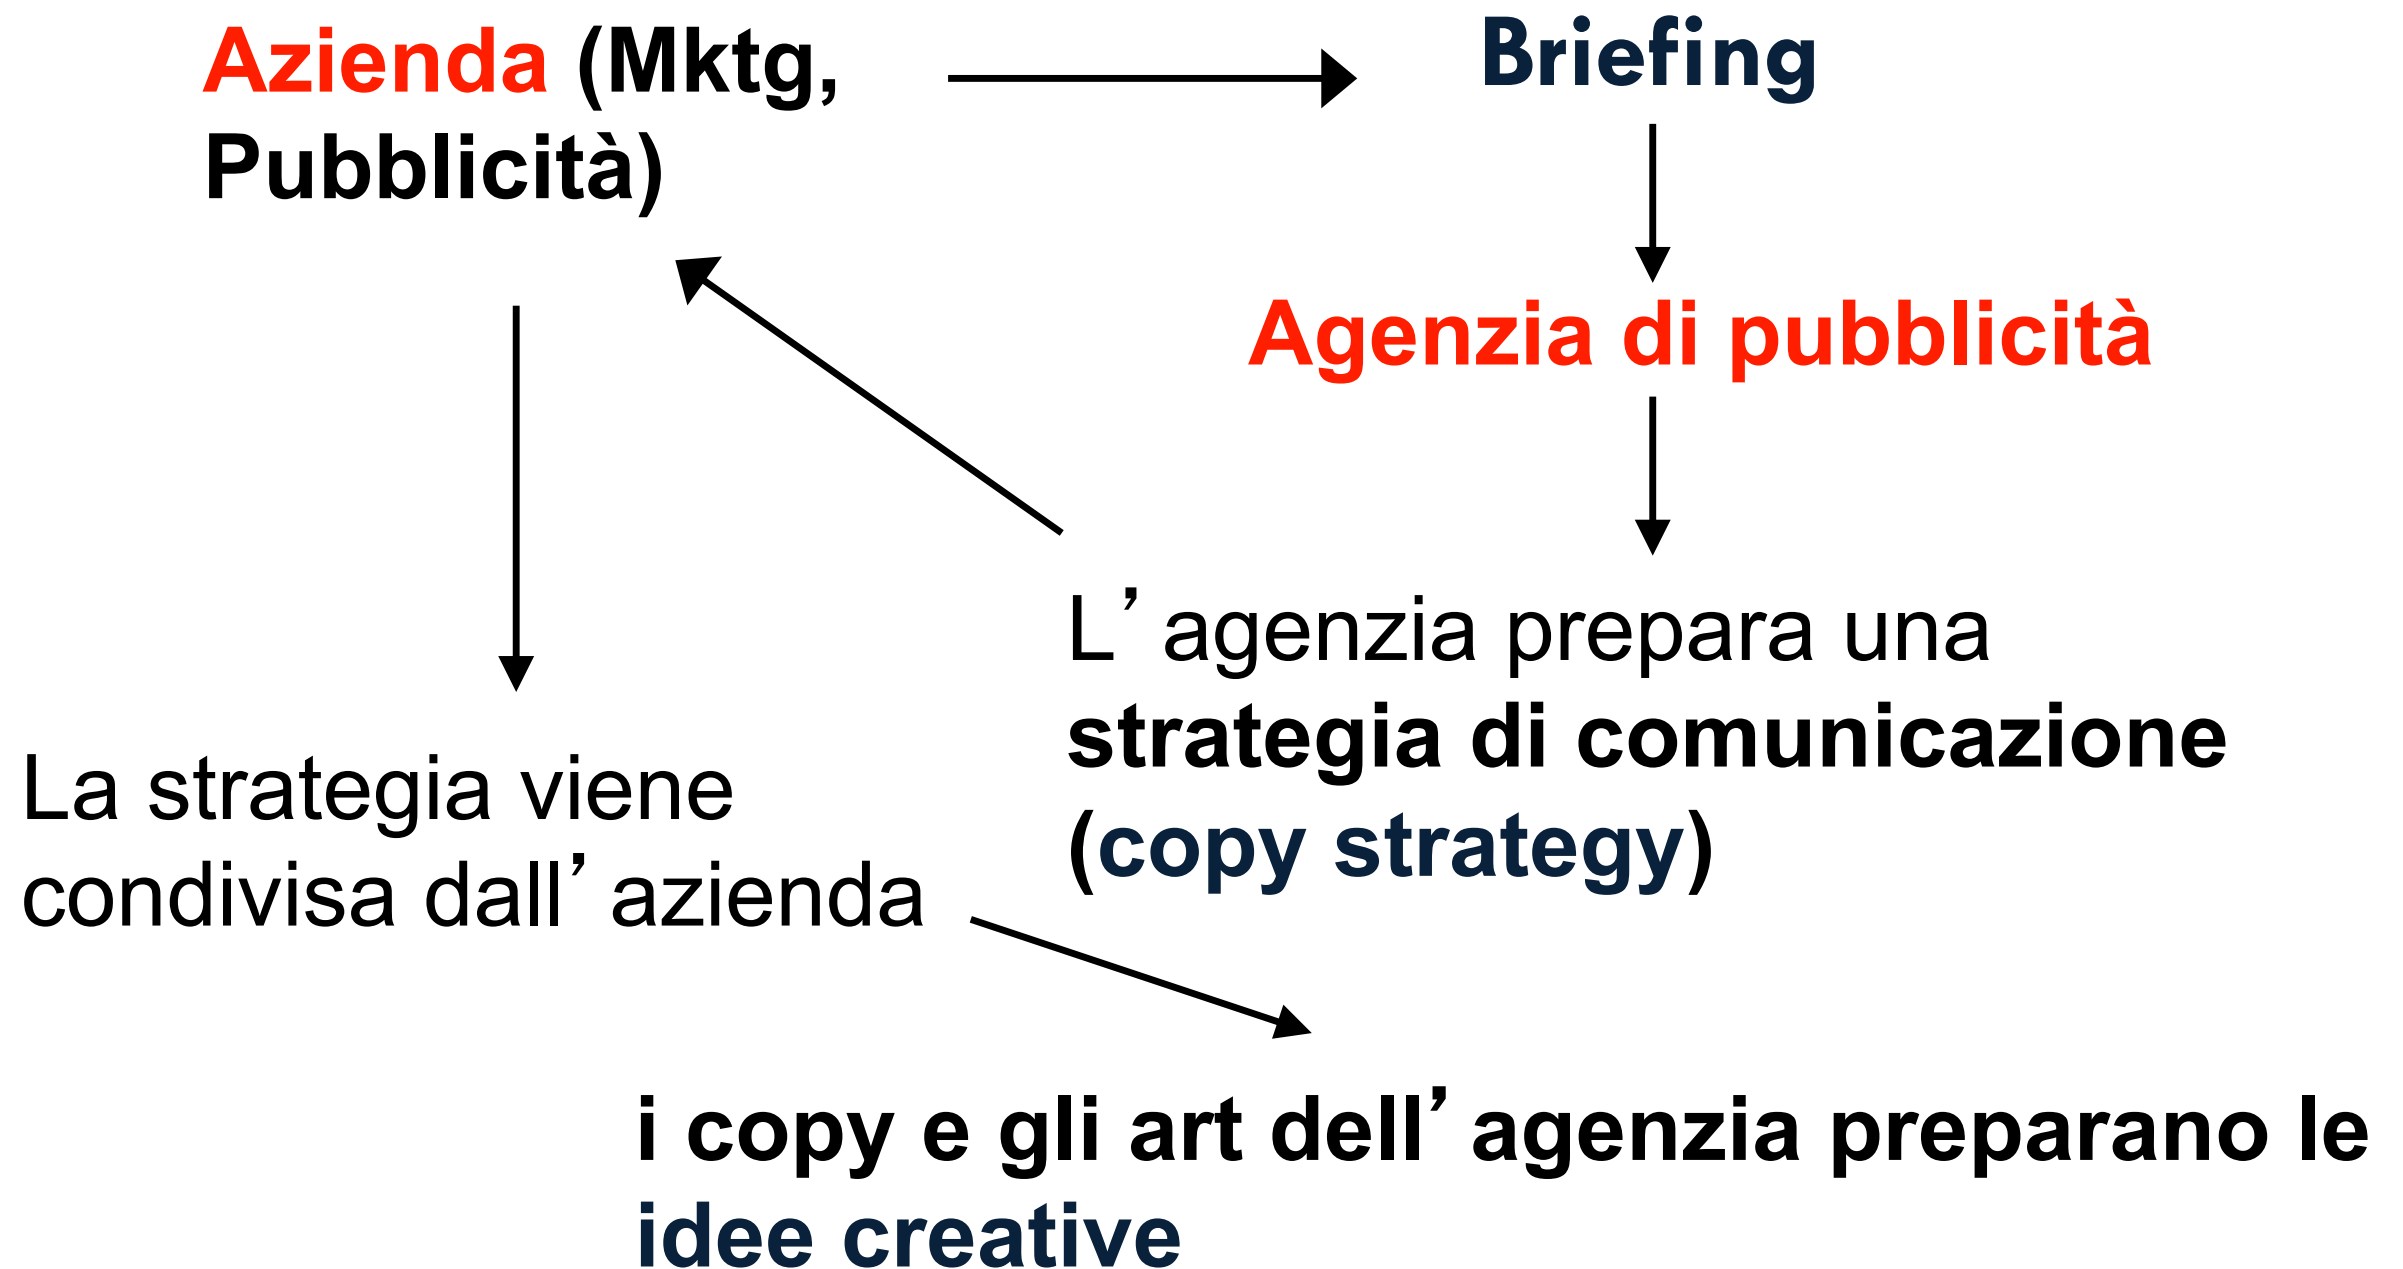 Azienda (Mktg,
Pubblicità)
Briefing
Agenzia di pubblicità
L’ agenzia prepara una
strategia di comunicazione
(copy strategy)
La strategia viene
condivisa dall’ azienda
i copy e gli art dell’ agenzia preparano le
idee creative